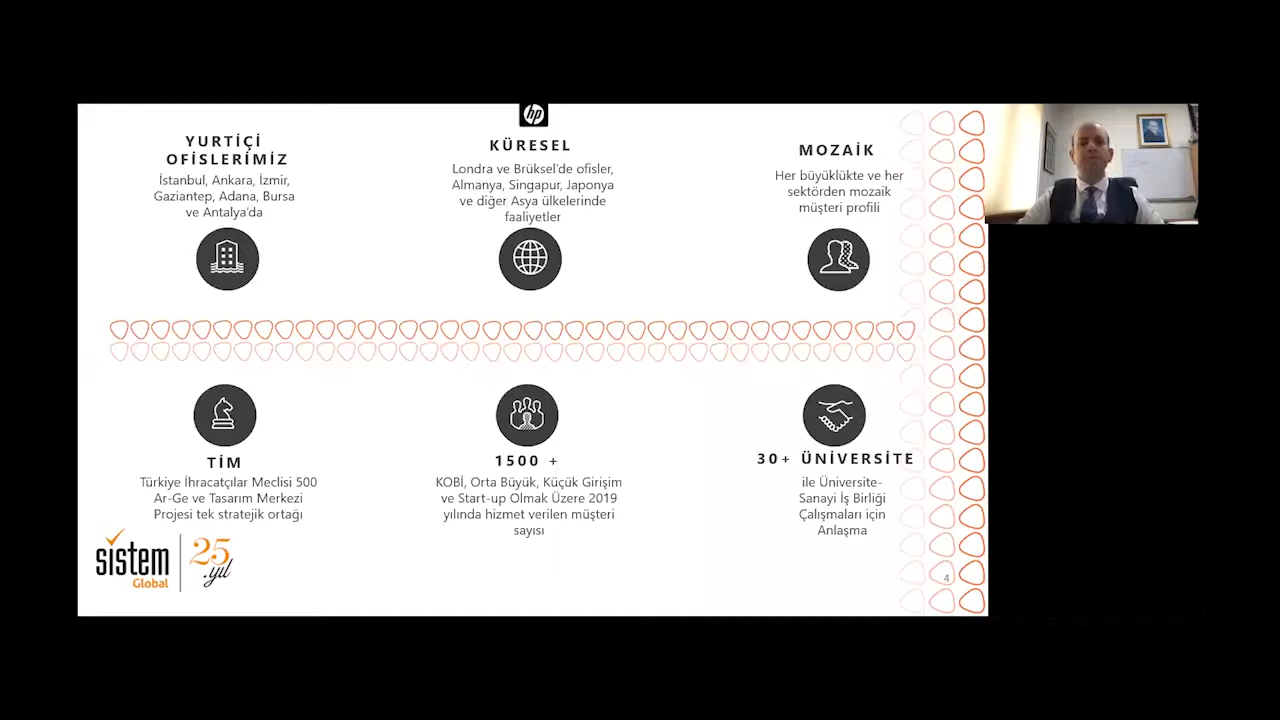 hp
YURTİÇİ
OFİSLERİMİZ
İstanbul, Ankara, İzmir,
Gaziantep, Adana, Bursa
ve Antalya'da
KÜRESEL
Londra ve Brüksel'de ofisler,
Almanya, Singapur, Japonya
ve diğer Asya ülkelerinde
faaliyetler
MOZAİK
Her büyüklükte ve her
sektörden mozaik
müşteri profili
TİM
Türkiye İhracatçılar Meclisi 500
Ar-Ge ve Tasarım Merkezi
Projesi tek stratejik ortağı
1500 +
KOBİ, Orta Büyük, Küçük Girişim
ve Start-up Olmak Üzere 2019
yılında hizmet verilen müşteri
sayısı
30+ ÜNİVERSİTE
ile Üniversite-
Sanayi İş Birliği
Çalışmaları için
Anlaşma
sistem
Global
25
.yıl
4